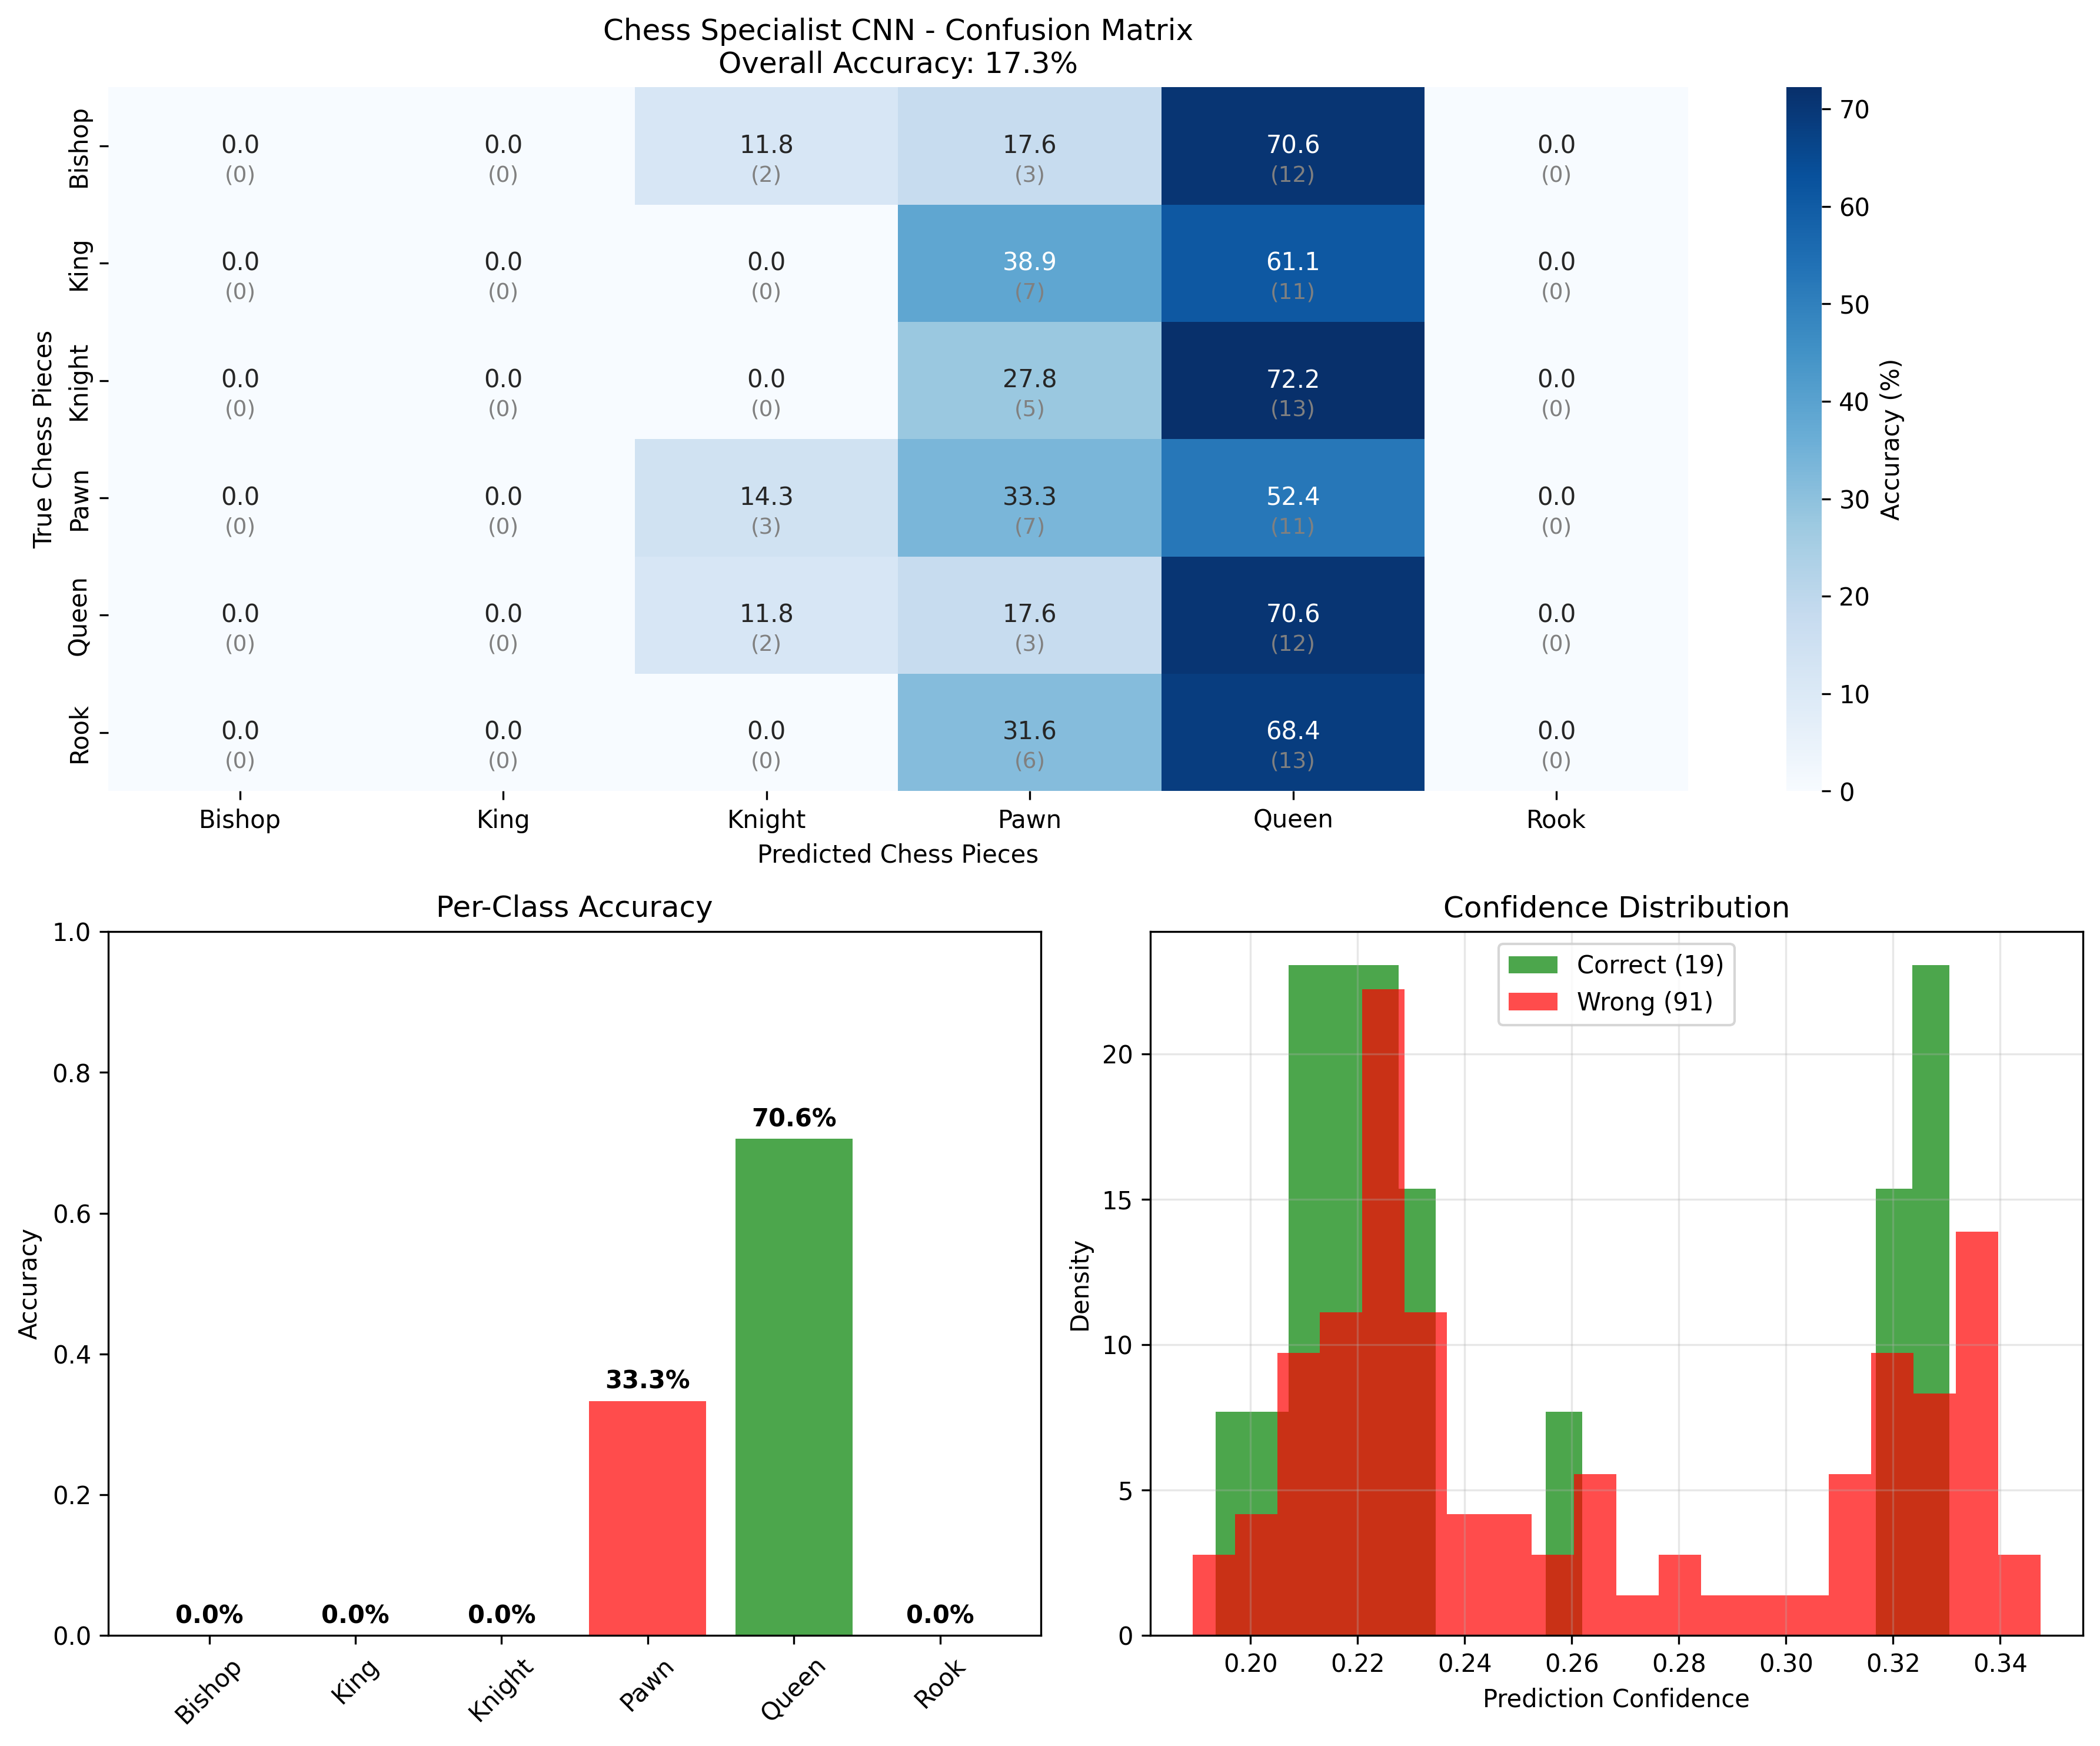 Chess Specialist CNN - Confusion Matrix
Overall Accuracy: 17.3%
True Chess Pieces
Bishop
0.0 0.0 11.8 17.6 70.6 0.0
(0) (0) (2) (3) (12) (0)
King
0.0 0.0 0.0 38.9 61.1 0.0
(0) (0) (0) (7) (11) (0)
Knight
0.0 0.0 0.0 27.8 72.2 0.0
(0) (0) (0) (5) (13) (0)
Pawn
0.0 0.0 14.3 33.3 52.4 0.0
(0) (0) (3) (7) (11) (0)
Queen
0.0 0.0 11.8 17.6 70.6 0.0
(0) (0) (2) (3) (12) (0)
Rook
0.0 0.0 0.0 31.6 68.4 0.0
(0) (0) (0) (6) (13) (0)
Bishop King Knight Pawn Queen Rook
Predicted Chess Pieces
70
60
50
40
30
20
10
0
Accuracy (%)
Per-Class Accuracy
Accuracy
1.0
0.8
0.6
0.4
0.2
0.0
0.0% 0.0% 0.0% 33.3% 70.6% 0.0%
Bishop King Knight Pawn Queen Rook
Confidence Distribution
Correct (19)
Wrong (91)
Density
20
15
10
5
0
0.20 0.22 0.24 0.26 0.28 0.30 0.32 0.34
Prediction Confidence